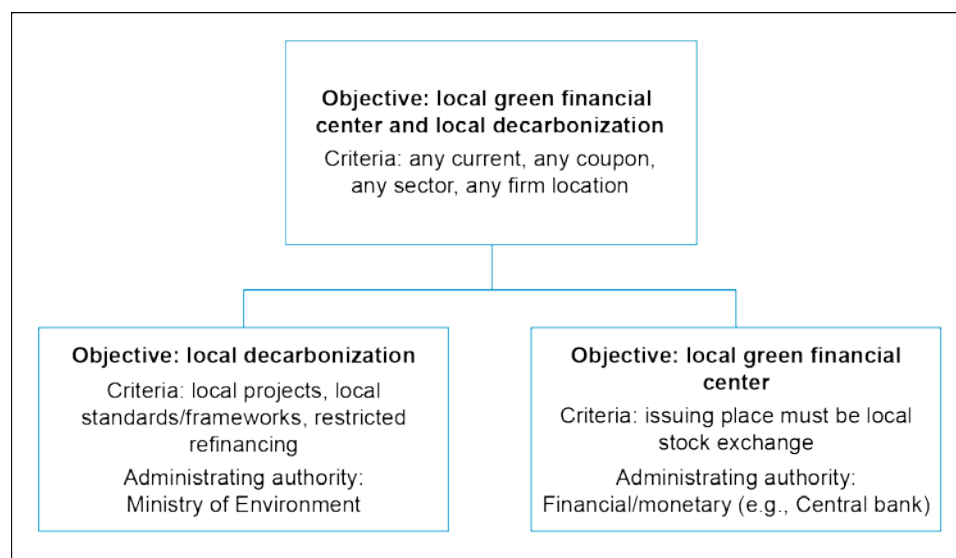 Objective: local green financial
center and local decarbonization
Criteria: any current, any coupon,
any sector, any firm location
Objective: local decarbonization
Criteria: local projects, local
standards/frameworks, restricted
refinancing
Administrating authority:
Ministry of Environment
Objective: local green financial
center
Criteria: issuing place must be local
stock exchange
Administrating authority:
Financial/monetary (e.g., Central bank)